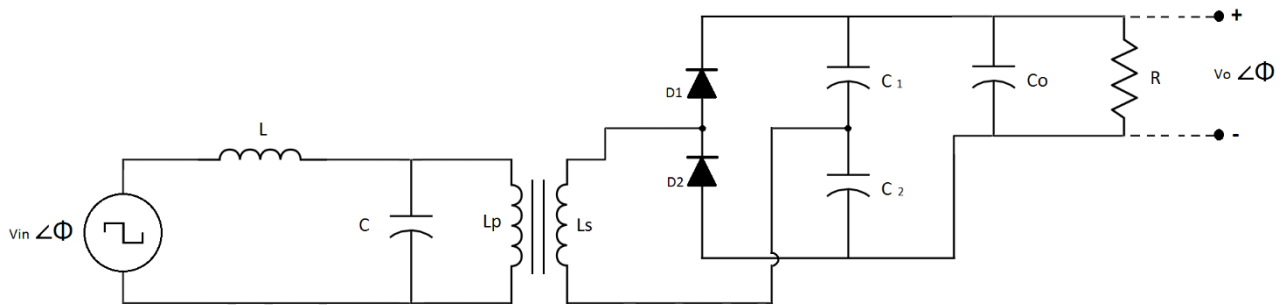 +
D1
C 1
Co
R
Vo ∠Φ
-
L
D2
C 2
Vin ∠Φ
C
Lp
Ls